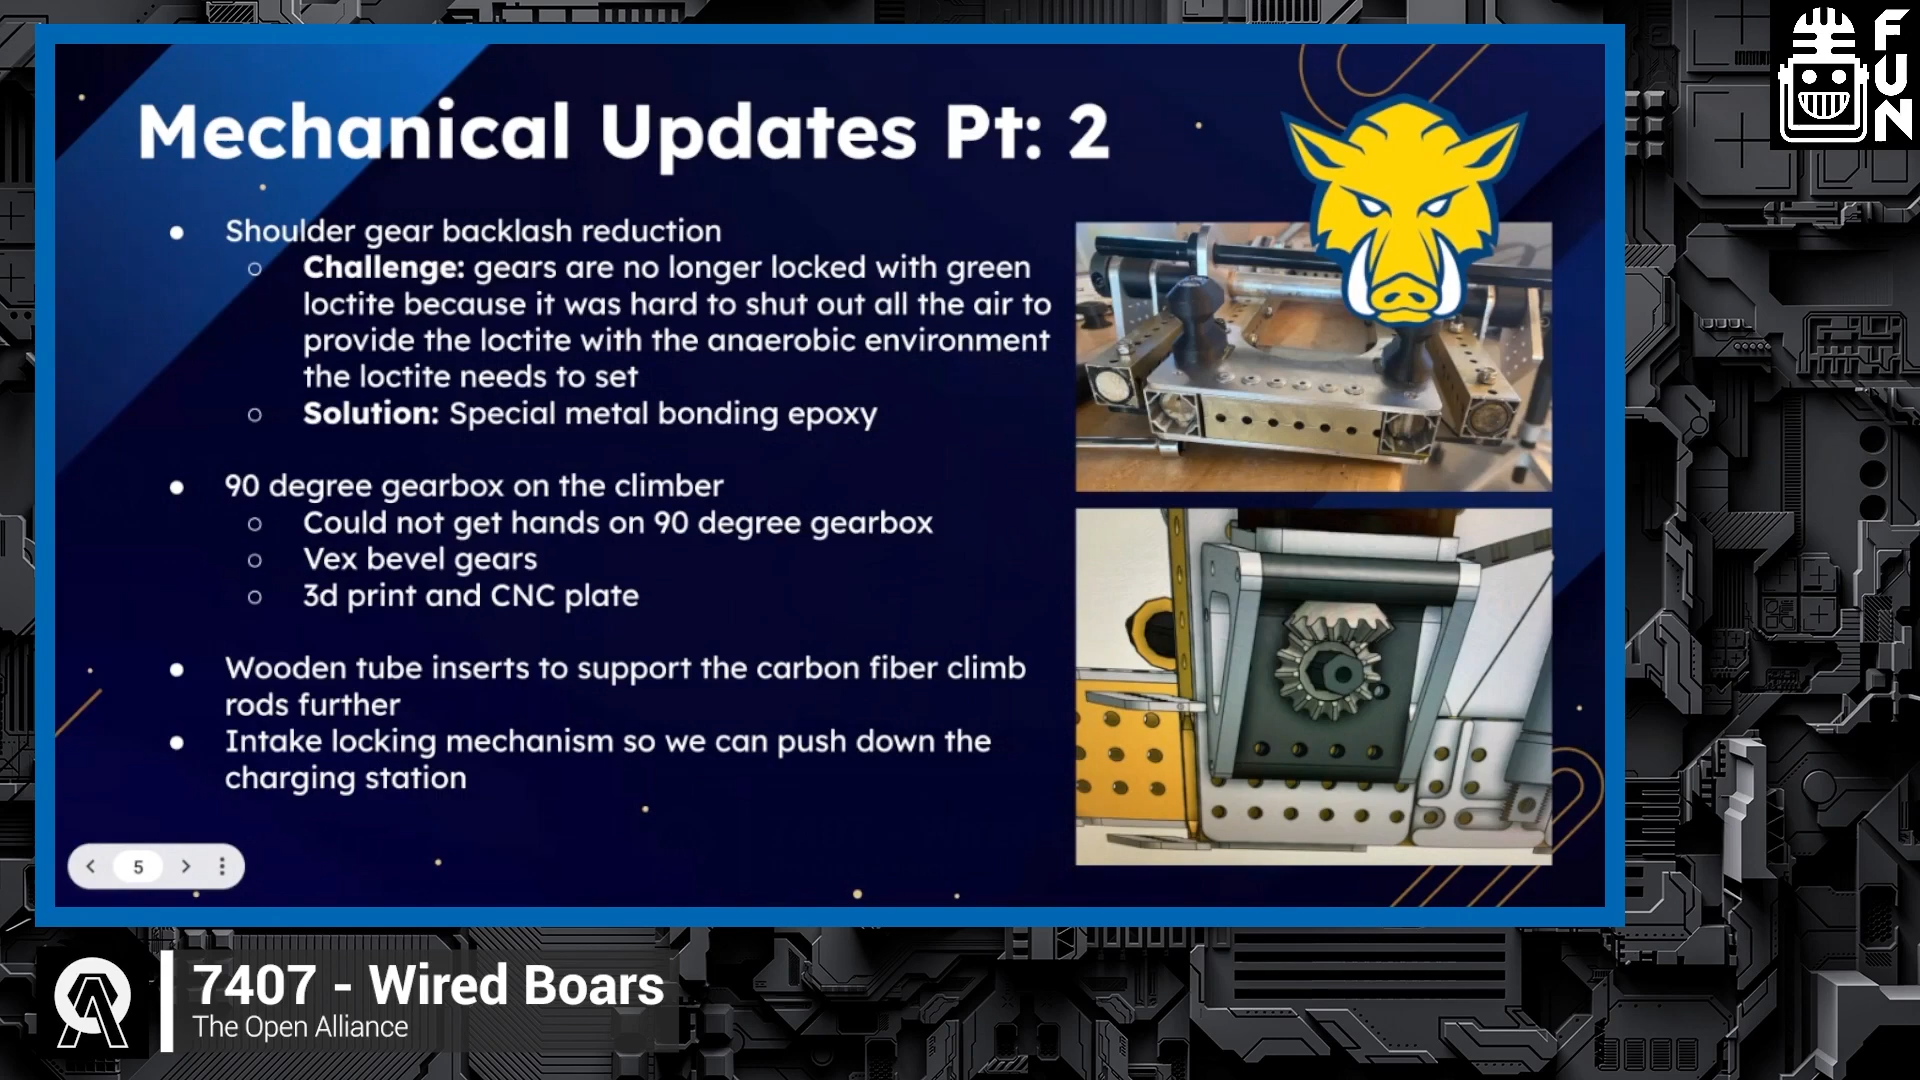 FUN
Mechanical Updates Pt: 2
Shoulder gear backlash reduction
Challenge: gears are no longer locked with green
loctite because it was hard to shut out all the air to
provide the loctite with the anaerobic environment
the loctite needs to set
Solution: Special metal bonding epoxy
90 degree gearbox on the climber
Could not get hands on 90 degree gearbox
Vex bevel gears
3d print and CNC plate
Wooden tube inserts to support the carbon fiber climb
rods further
Intake locking mechanism so we can push down the
charging station
5
7407 - Wired Boars
The Open Alliance